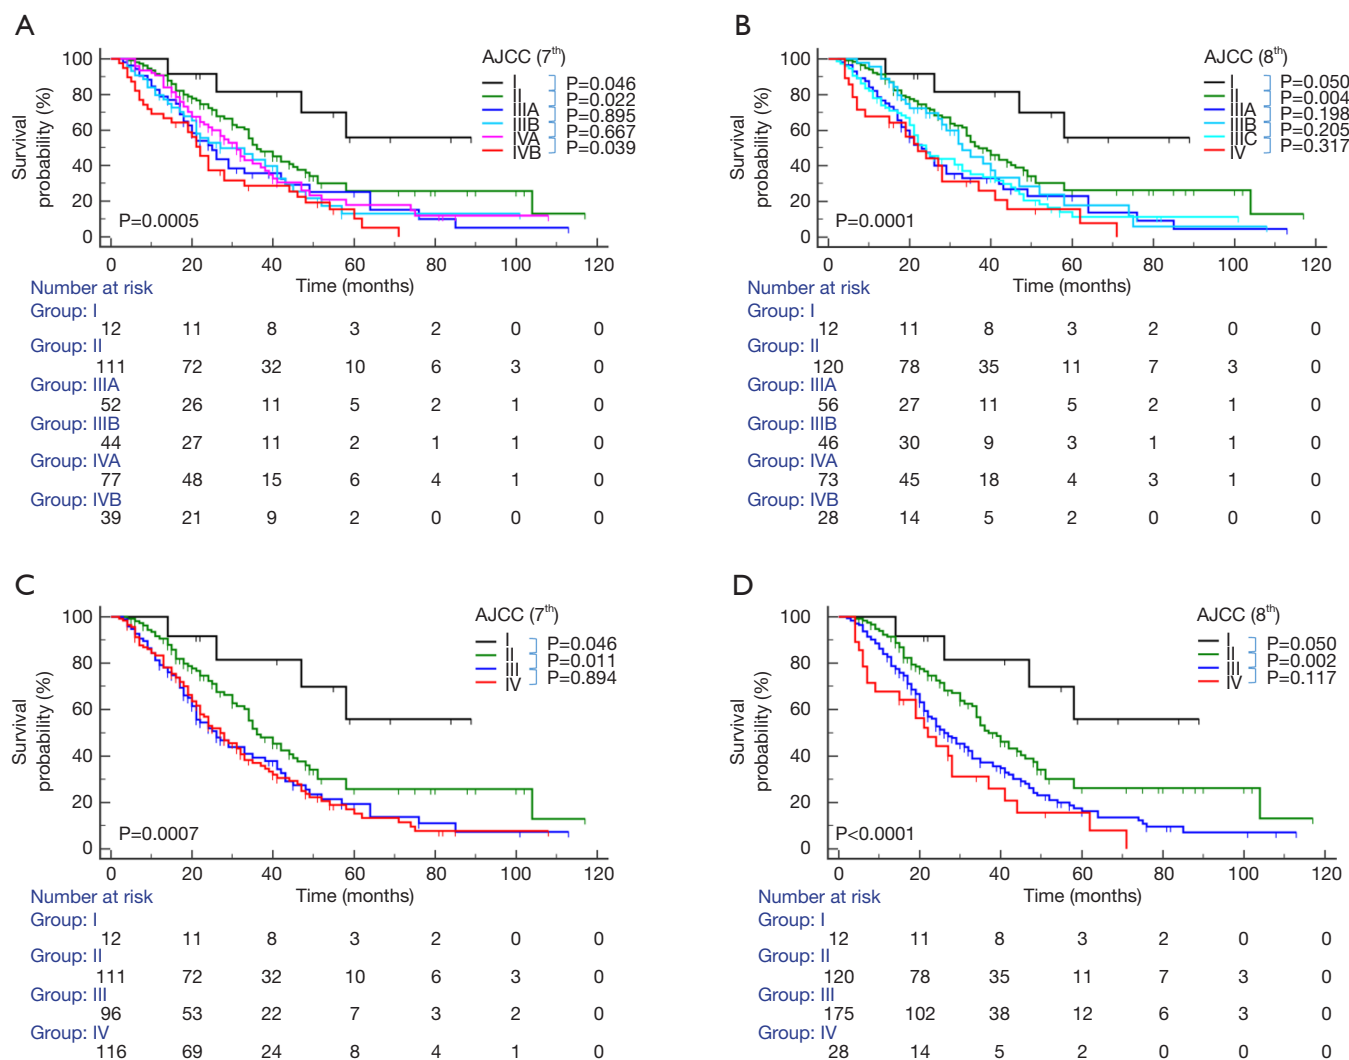 A
AJCC (7th)
I
II
IIIA
IIIB
IVA
IVB
P=0.046
P=0.022
P=0.895
P=0.667
P=0.039
Survival
probability (%)
100
80
60
40
20
0
P=0.0005
0 20 40 60 80 100 120
Time (months)
Number at risk
Group: I
12 11 8 3 2 0 0
Group: II
111 72 32 10 6 3 0
Group: IIIA
52 26 11 5 2 1 0
Group: IIIB
44 27 11 2 1 1 0
Group: IVA
77 48 15 6 4 1 0
Group: IVB
39 21 9 2 0 0 0
B
AJCC (8th)
I
II
IIIA
IIIB
IIIC
IV
P=0.050
P=0.004
P=0.198
P=0.205
P=0.317
Survival
probability (%)
100
80
60
40
20
0
P=0.0001
0 20 40 60 80 100 120
Time (months)
Number at risk
Group: I
12 11 8 3 2 0 0
Group: II
120 78 35 11 7 3 0
Group: IIIA
56 27 11 5 2 1 0
Group: IIIB
46 30 9 3 1 1 0
Group: IVA
73 45 18 4 3 1 0
Group: IVB
28 14 5 2 0 0 0
C
AJCC (7th)
I
II
III
IV
P=0.046
P=0.011
P=0.894
Survival
probability (%)
100
80
60
40
20
0
P=0.0007
0 20 40 60 80 100 120
Time (months)
Number at risk
Group: I
12 11 8 3 2 0 0
Group: II
111 72 32 10 6 3 0
Group: III
96 53 22 7 3 2 0
Group: IV
116 69 24 8 4 1 0
D
AJCC (8th)
I
II
III
IV
P=0.050
P=0.002
P=0.117
Survival
probability (%)
100
80
60
40
20
0
P<0.0001
0 20 40 60 80 100 120
Time (months)
Number at risk
Group: I
12 11 8 3 2 0 0
Group: II
120 78 35 11 7 3 0
Group: III
175 102 38 12 6 3 0
Group: IV
28 14 5 2 0 0 0